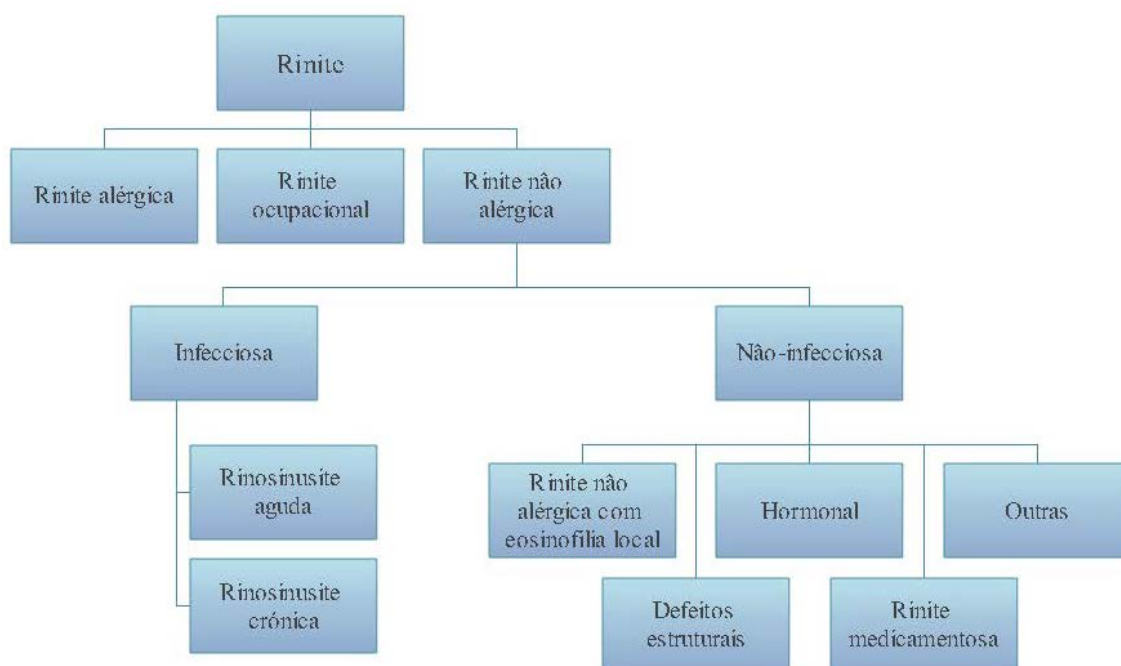 Rinite
Rinite alérgica
Rinite
ocupacional
Rinite não
alérgica
Infecciosa
Não-infecciosa
Rinosinusite
aguda
Rinosinusite
crónica
Rinite não
alérgica com
eosinofilia local
Hormonal
Outras
Defeitos
estruturais
Rinite
medicamentosa